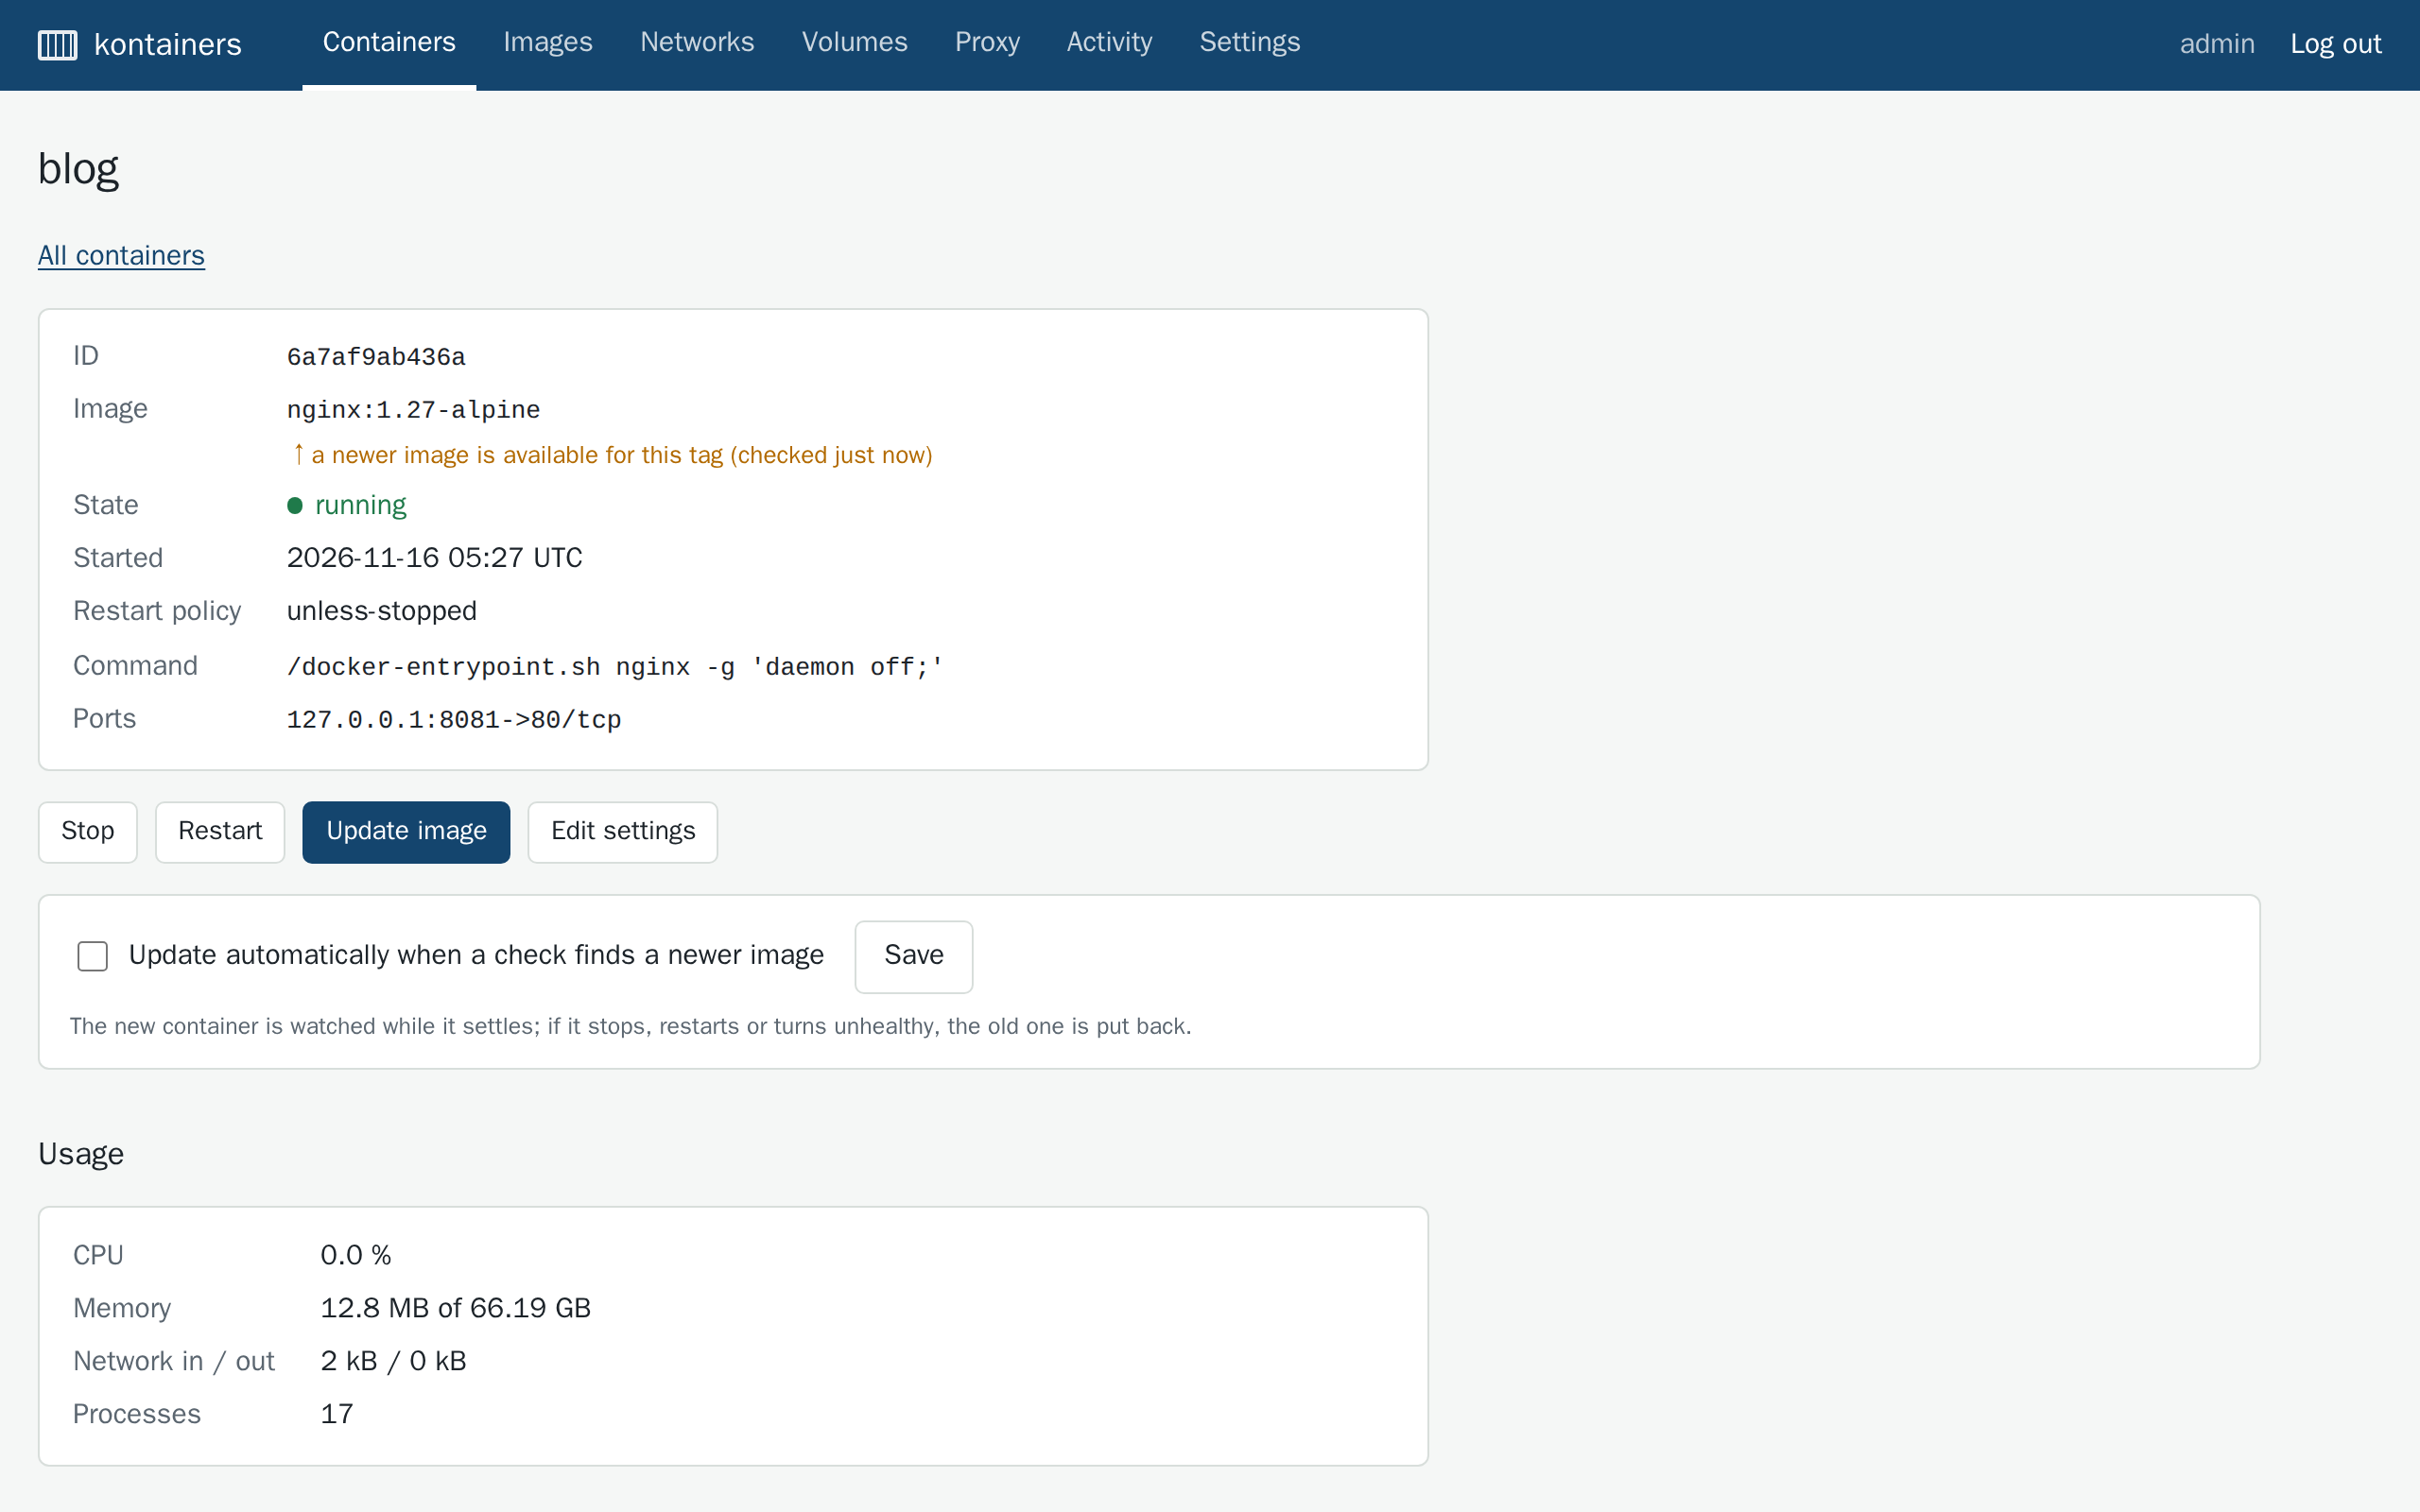 kontainers Containers Images Networks Volumes Proxy Activity Settings admin Log out
blog
All containers
ID 6a7af9ab436a
Image nginx:1.27-alpine
↑ a newer image is available for this tag (checked just now)
State running
Started 2026-11-16 05:27 UTC
Restart policy unless-stopped
Command /docker-entrypoint.sh nginx -g 'daemon off;'
Ports 127.0.0.1:8081->80/tcp
Stop Restart Update image Edit settings
Update automatically when a check finds a newer image Save
The new container is watched while it settles; if it stops, restarts or turns unhealthy, the old one is put back.
Usage
CPU 0.0 %
Memory 12.8 MB of 66.19 GB
Network in / out 2 kB / 0 kB
Processes 17